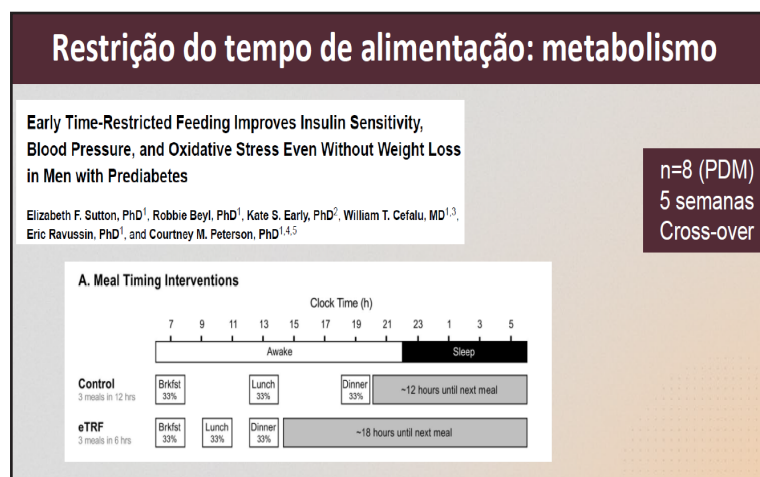 Restrição do tempo de alimentação: metabolismo
Early Time-Restricted Feeding Improves Insulin Sensitivity,
Blood Pressure, and Oxidative Stress Even Without Weight Loss
in Men with Prediabetes
Elizabeth F. Sutton, PhD1, Robbie Beyl, PhD1, Kate S. Early, PhD2, William T. Cefalu, MD1,3,
Eric Ravussin, PhD1, and Courtney M. Peterson, PhD1,4,5
n=8 (PDM)
5 semanas
Cross-over
A. Meal Timing Interventions
Clock Time (h)
7 9 11 13 15 17 19 21 23 1 3 5
Awake Sleep
Control
3 meals in 12 hrs
Brkfst
33%
Lunch
33%
Dinner
33%
~12 hours until next meal
eTRF
3 meals in 6 hrs
Brkfst
33%
Lunch
33%
Dinner
33%
~18 hours until next meal